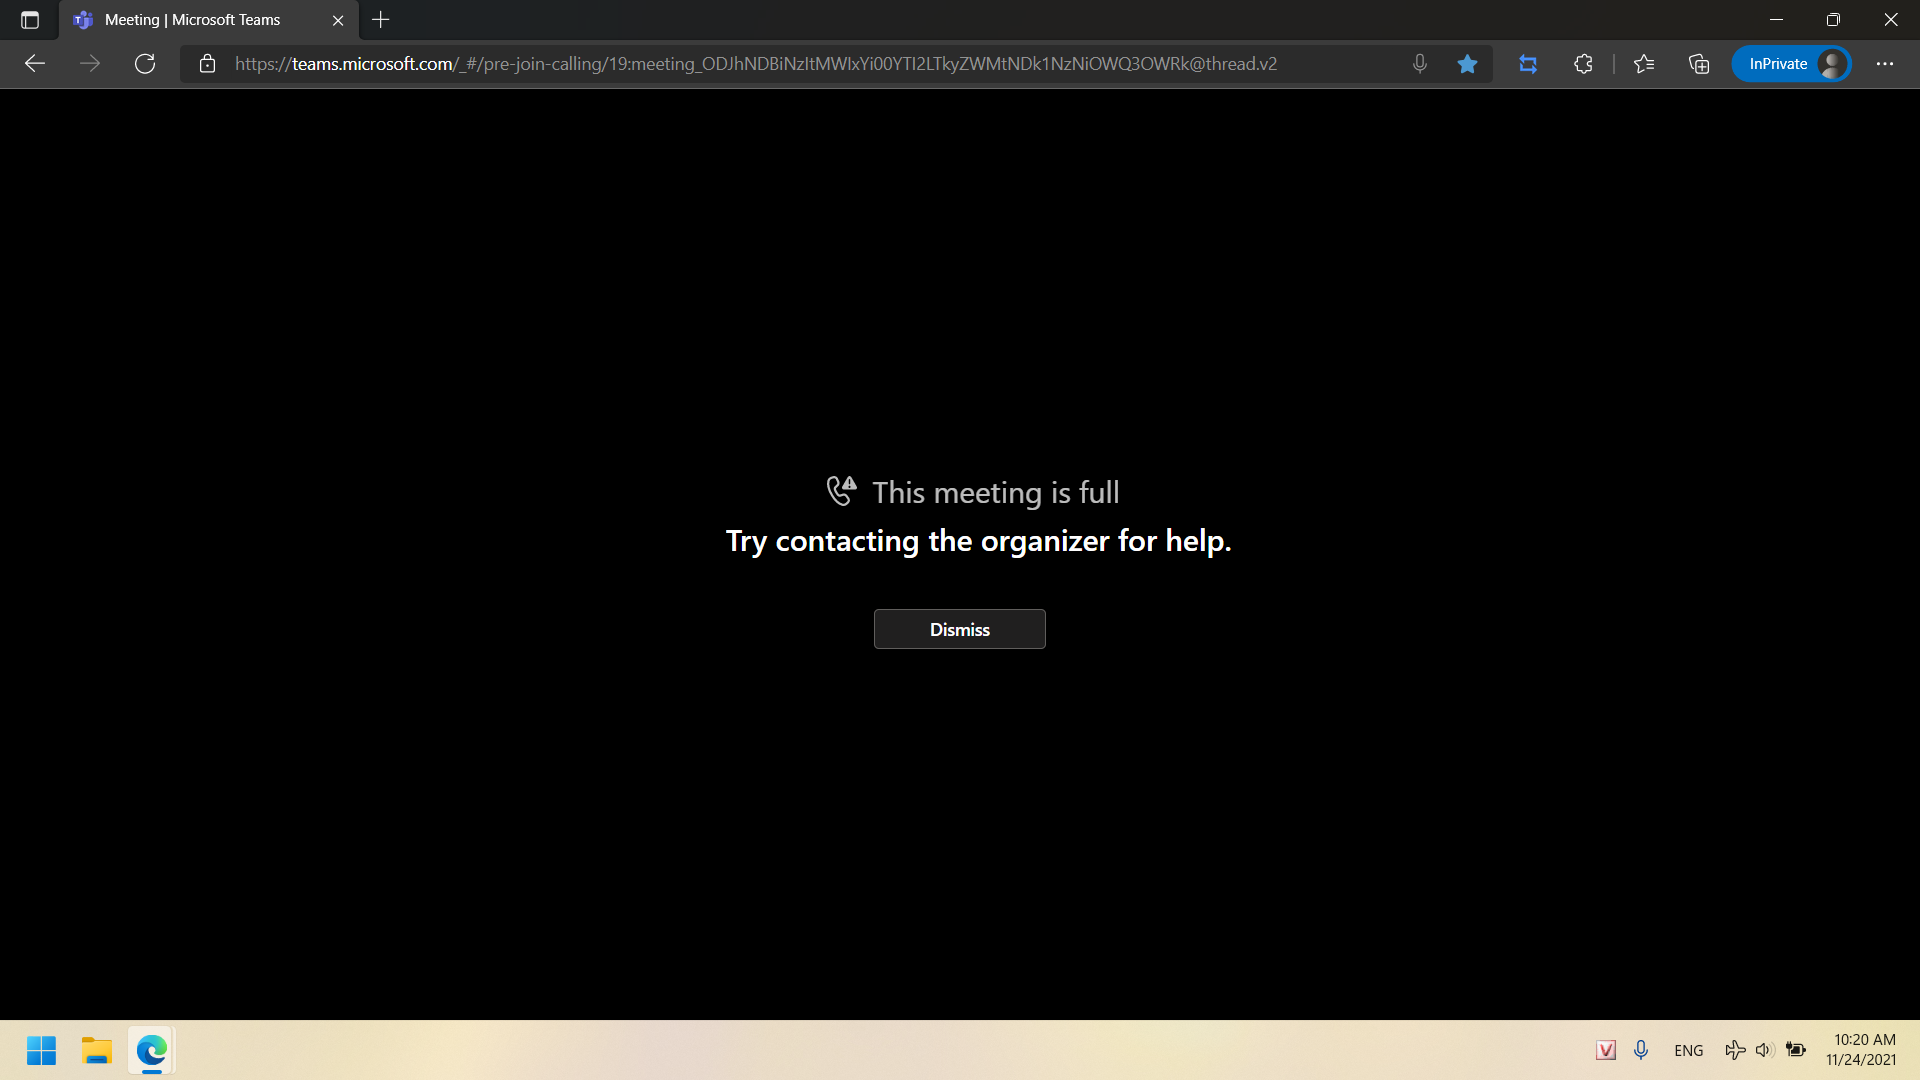 Meeting | Microsoft Teams
https://teams.microsoft.com/_#/pre-join-calling/19:meeting_ODJhNDBiNzItMWIxYi00YTI2LTkyZWMtNDk1NzNiOWQ3OWRk@thread.v2
InPrivate
This meeting is full
Try contacting the organizer for help.
Dismiss
V
ENG
10:20 AM
11/24/2021